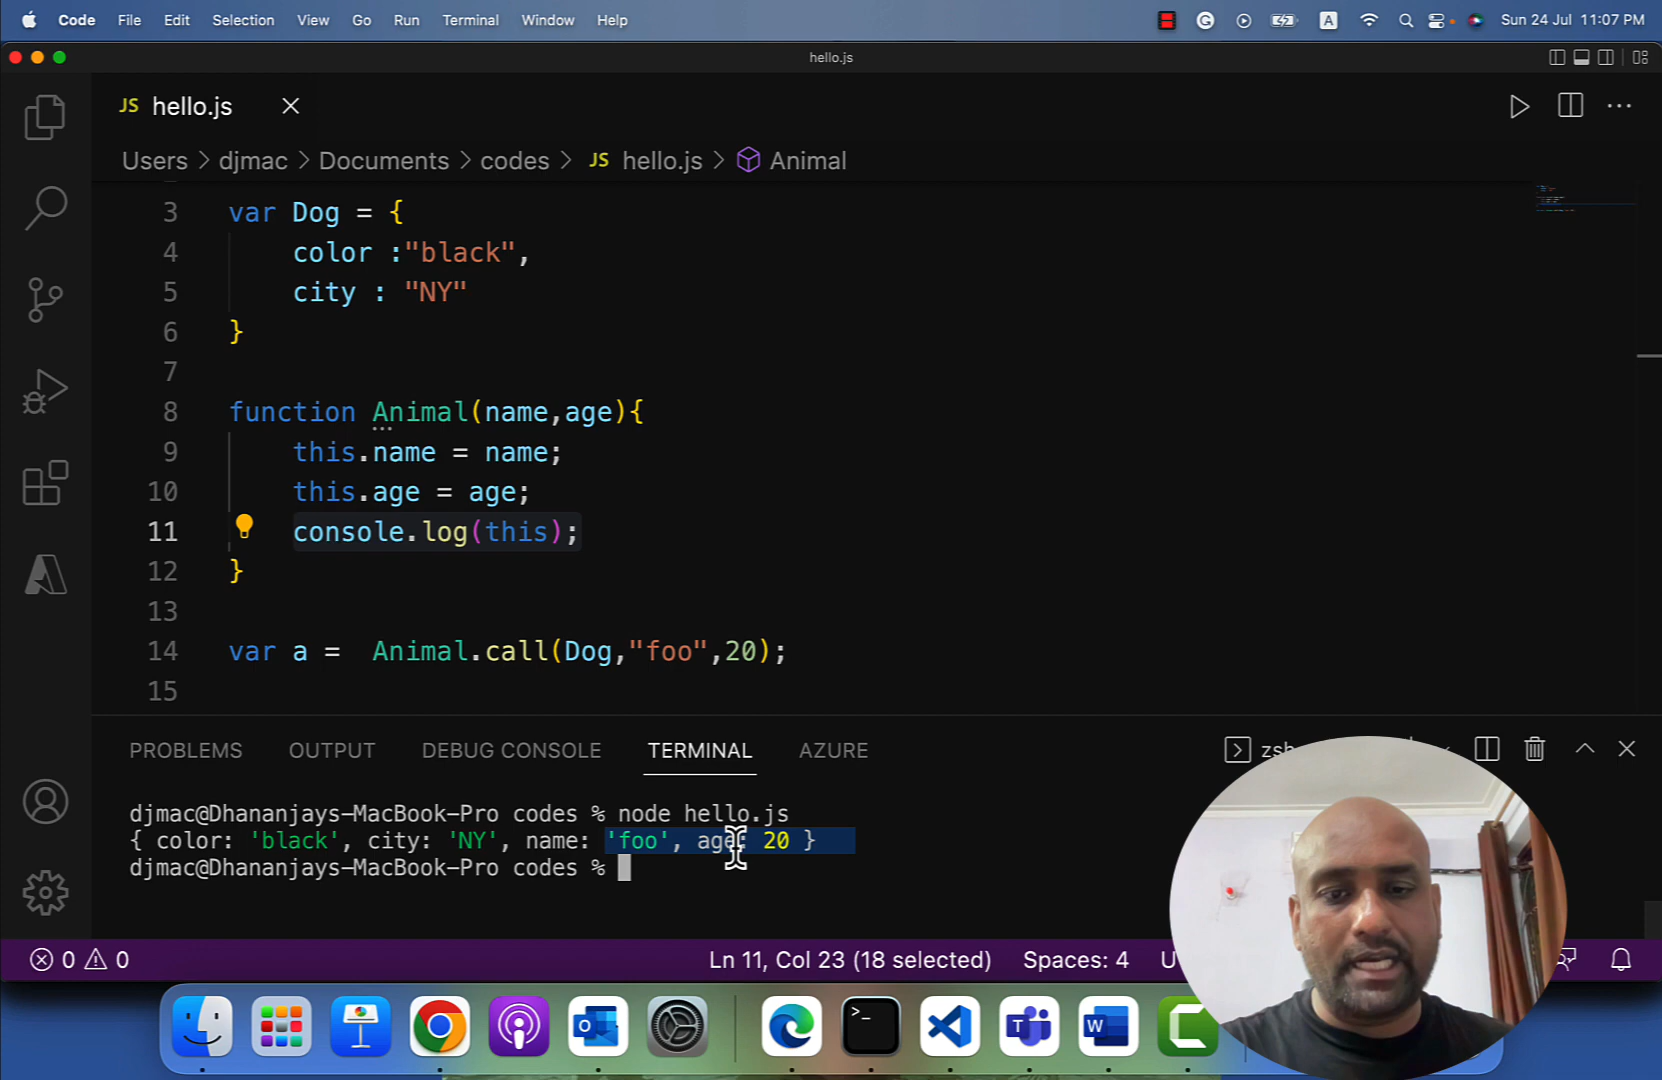 Code File Edit Selection View Go Run Terminal Window Help A Sun 24 Jul 11:07 PM
hello.js
JS hello.js
Users > djmac > Documents > codes > JS hello.js > Animal
3 var Dog = {
4 color :"black",
5 city : "NY"
6 }
7
8 function Animal(name,age){
9 this.name = name;
10 this.age = age;
11 console.log(this);
12 }
13
14 var a = Animal.call(Dog,"foo",20);
15
PROBLEMS OUTPUT DEBUG CONSOLE TERMINAL AZURE zsh
djmac@Dhananjays-MacBook-Pro codes % node hello.js
{ color: 'black', city: 'NY', name: 'foo', age: 20 }
djmac@Dhananjays-MacBook-Pro codes %
0 0 Ln 11, Col 23 (18 selected) Spaces: 4 U